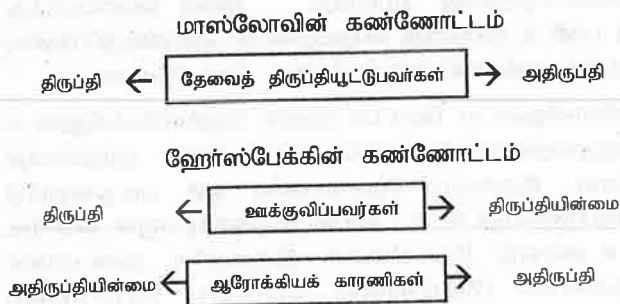 மாஸ்லோவின் கண்ணோட்டம்
திருப்தி ← தேவைத் திருப்தியூட்டுபவர்கள் → அதிருப்தி
ஹேர்ஸ்பேக்கின் கண்ணோட்டம்
திருப்தி ← ஊக்குவிப்பவர்கள் → திருப்தியின்மை
அதிருப்தியின்மை ← ஆரோக்கியக் காரணிகள் → அதிருப்தி